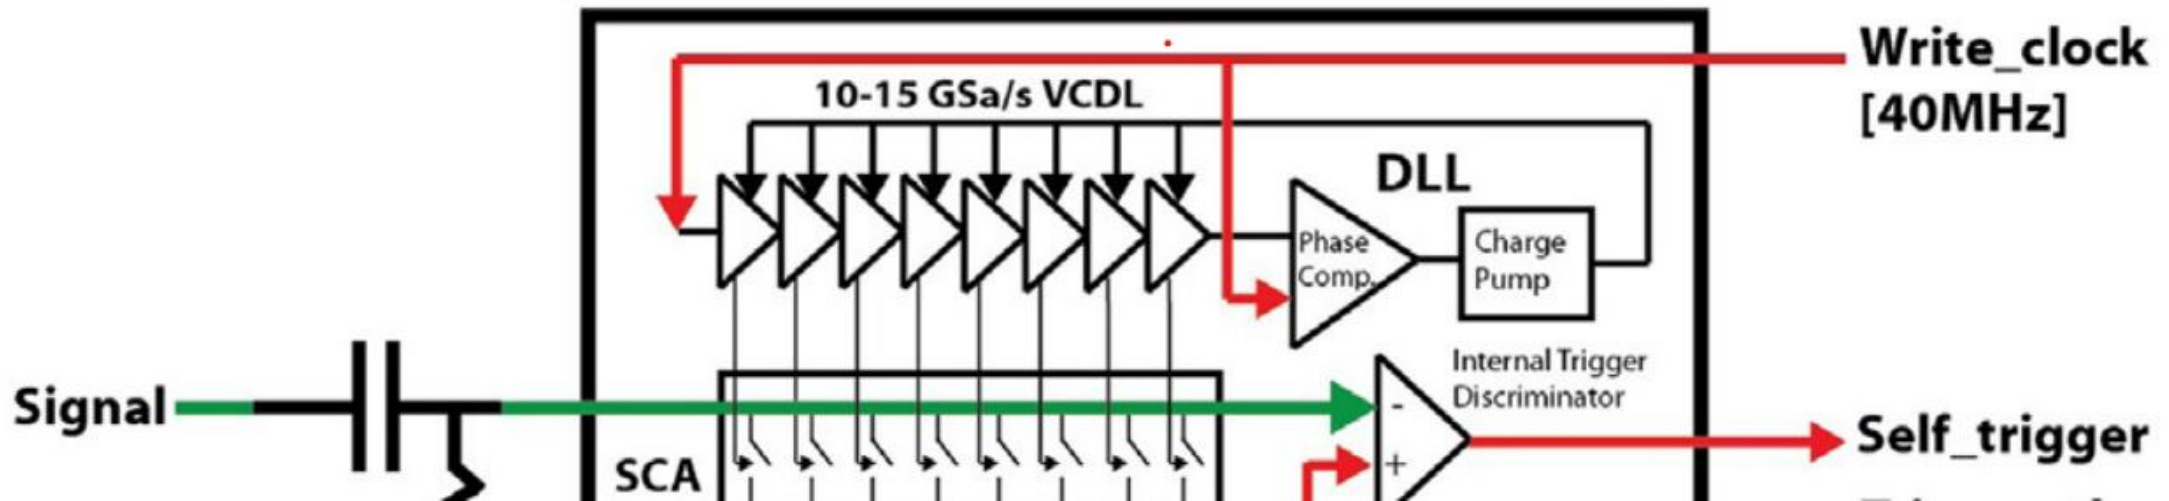 Write_clock
[40MHz]
10-15 GSa/s VCDL
DLL
Phase
Comp.
Charge
Pump
Internal Trigger
Discriminator
Signal
-
+
Self_trigger
SCA